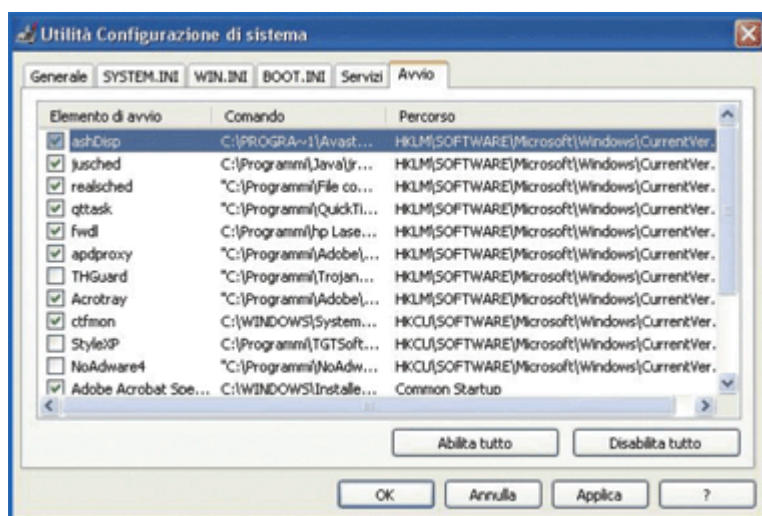 Utilità Configurazione di sistema
Generale SYSTEM.INI WIN.INI BOOT.INI Servizi Avvio
Elemento di avvio Comando Percorso
ashDisp C:\PROGRA~1\Avast... HKLM\SOFTWARE\Microsoft\Windows\CurrentVer.
jusched C:\Programmi\Java\jr... HKLM\SOFTWARE\Microsoft\Windows\CurrentVer.
realsched "C:\Programmi\File co... HKLM\SOFTWARE\Microsoft\Windows\CurrentVer.
qttask "C:\Programmi\QuickTi... HKLM\SOFTWARE\Microsoft\Windows\CurrentVer.
fwdl C:\Programmi\hp Lase... HKLM\SOFTWARE\Microsoft\Windows\CurrentVer.
apdproxy "C:\Programmi\Adobe\... HKLM\SOFTWARE\Microsoft\Windows\CurrentVer.
THGuard "C:\Programmi\Trojan... HKLM\SOFTWARE\Microsoft\Windows\CurrentVer.
Acrotray "C:\Programmi\Adobe\... HKLM\SOFTWARE\Microsoft\Windows\CurrentVer.
ctfmon C:\WINDOWS\System... HKCU\SOFTWARE\Microsoft\Windows\CurrentVer.
StyleXP C:\Programmi\TGTSoft... HKCU\SOFTWARE\Microsoft\Windows\CurrentVer.
NoAdware4 "C:\Programmi\NoAdw... HKCU\SOFTWARE\Microsoft\Windows\CurrentVer.
Adobe Acrobat Spe... C:\WINDOWS\Installe... Common Startup
Abilita tutto Disabilita tutto
OK Annulla Applica ?